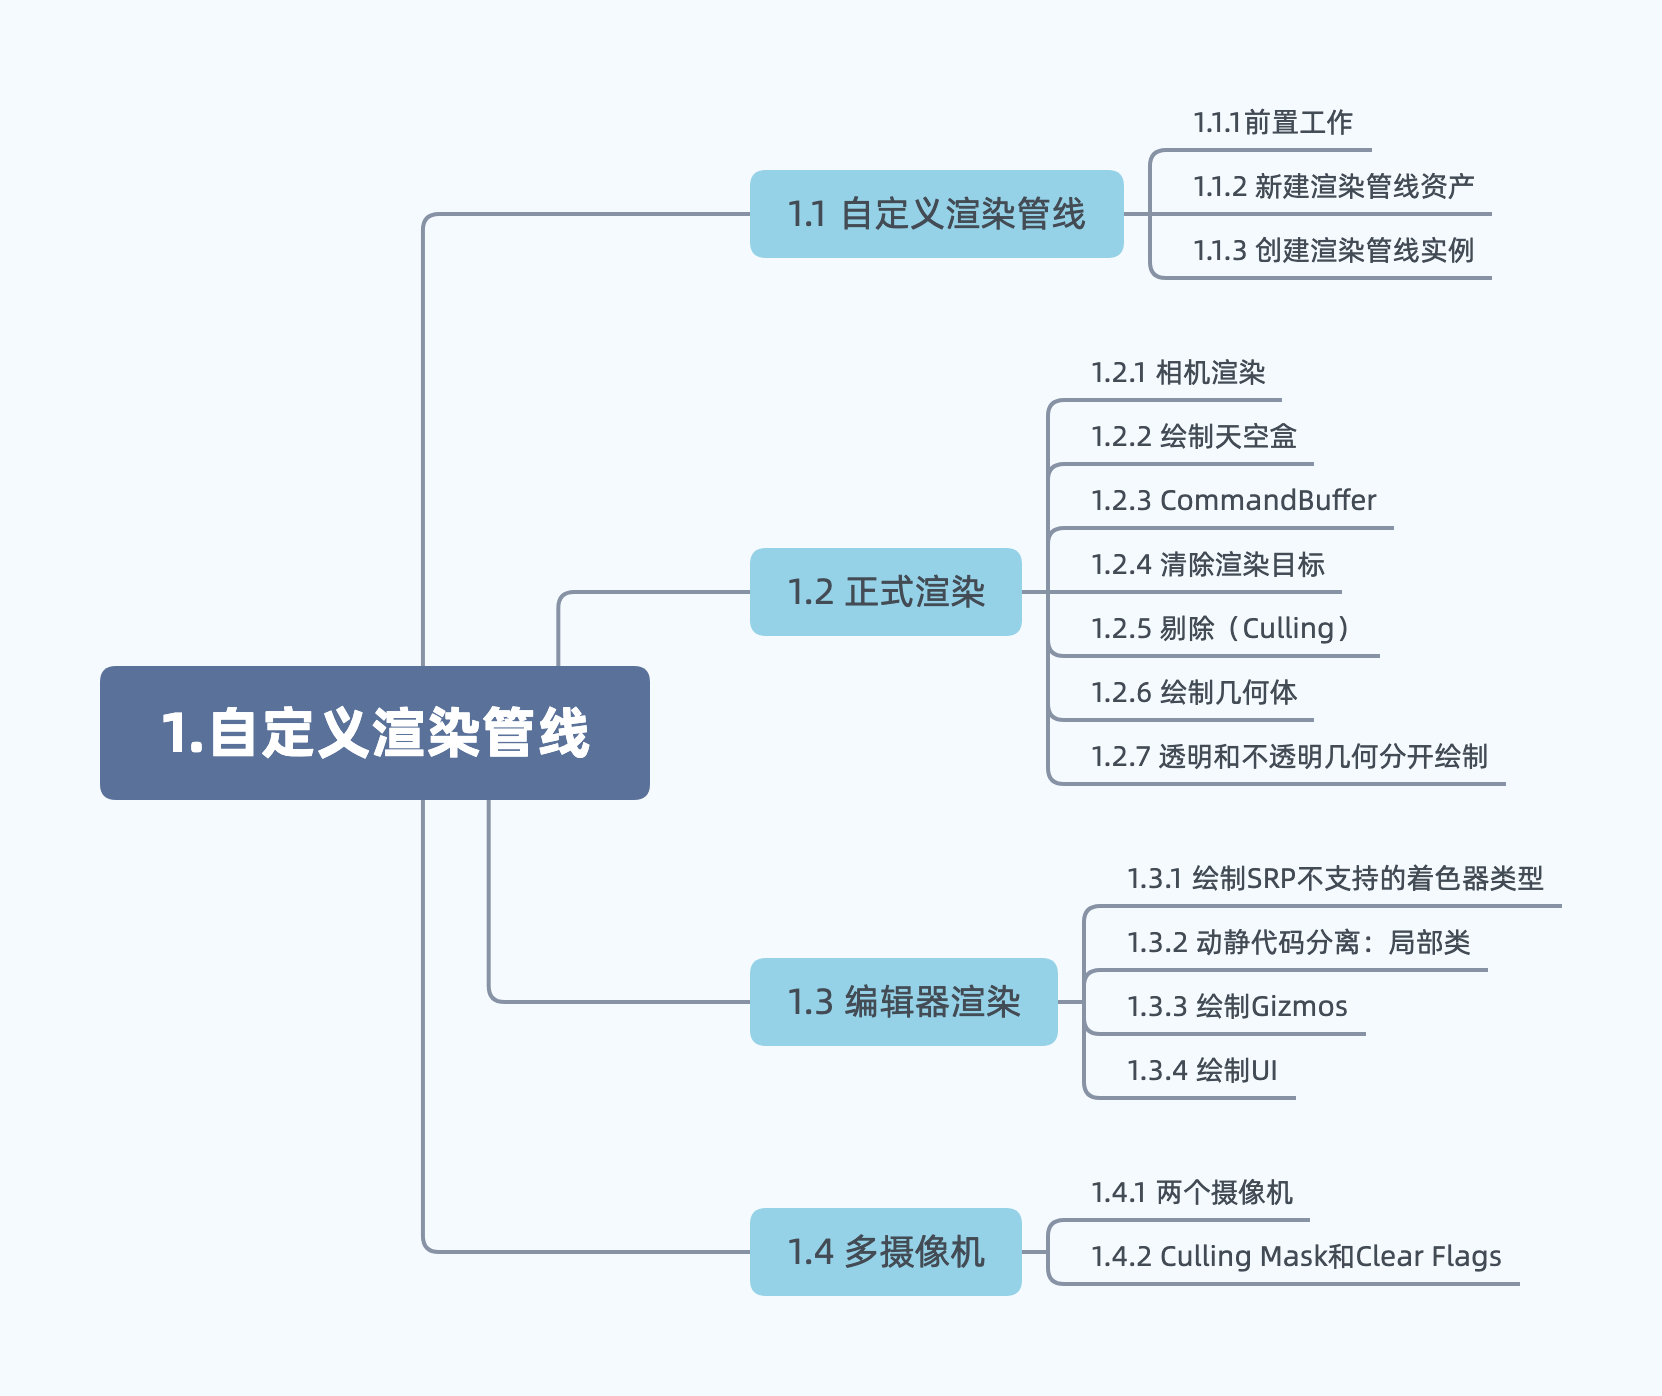 1.自定义渲染管线
1.1 自定义渲染管线
1.1.1前置工作
1.1.2 新建渲染管线资产
1.1.3 创建渲染管线实例
1.2 正式渲染
1.2.1 相机渲染
1.2.2 绘制天空盒
1.2.3 CommandBuffer
1.2.4 清除渲染目标
1.2.5 剔除（Culling）
1.2.6 绘制几何体
1.2.7 透明和不透明几何分开绘制
1.3 编辑器渲染
1.3.1 绘制SRP不支持的着色器类型
1.3.2 动静代码分离：局部类
1.3.3 绘制Gizmos
1.3.4 绘制UI
1.4 多摄像机
1.4.1 两个摄像机
1.4.2 Culling Mask和Clear Flags